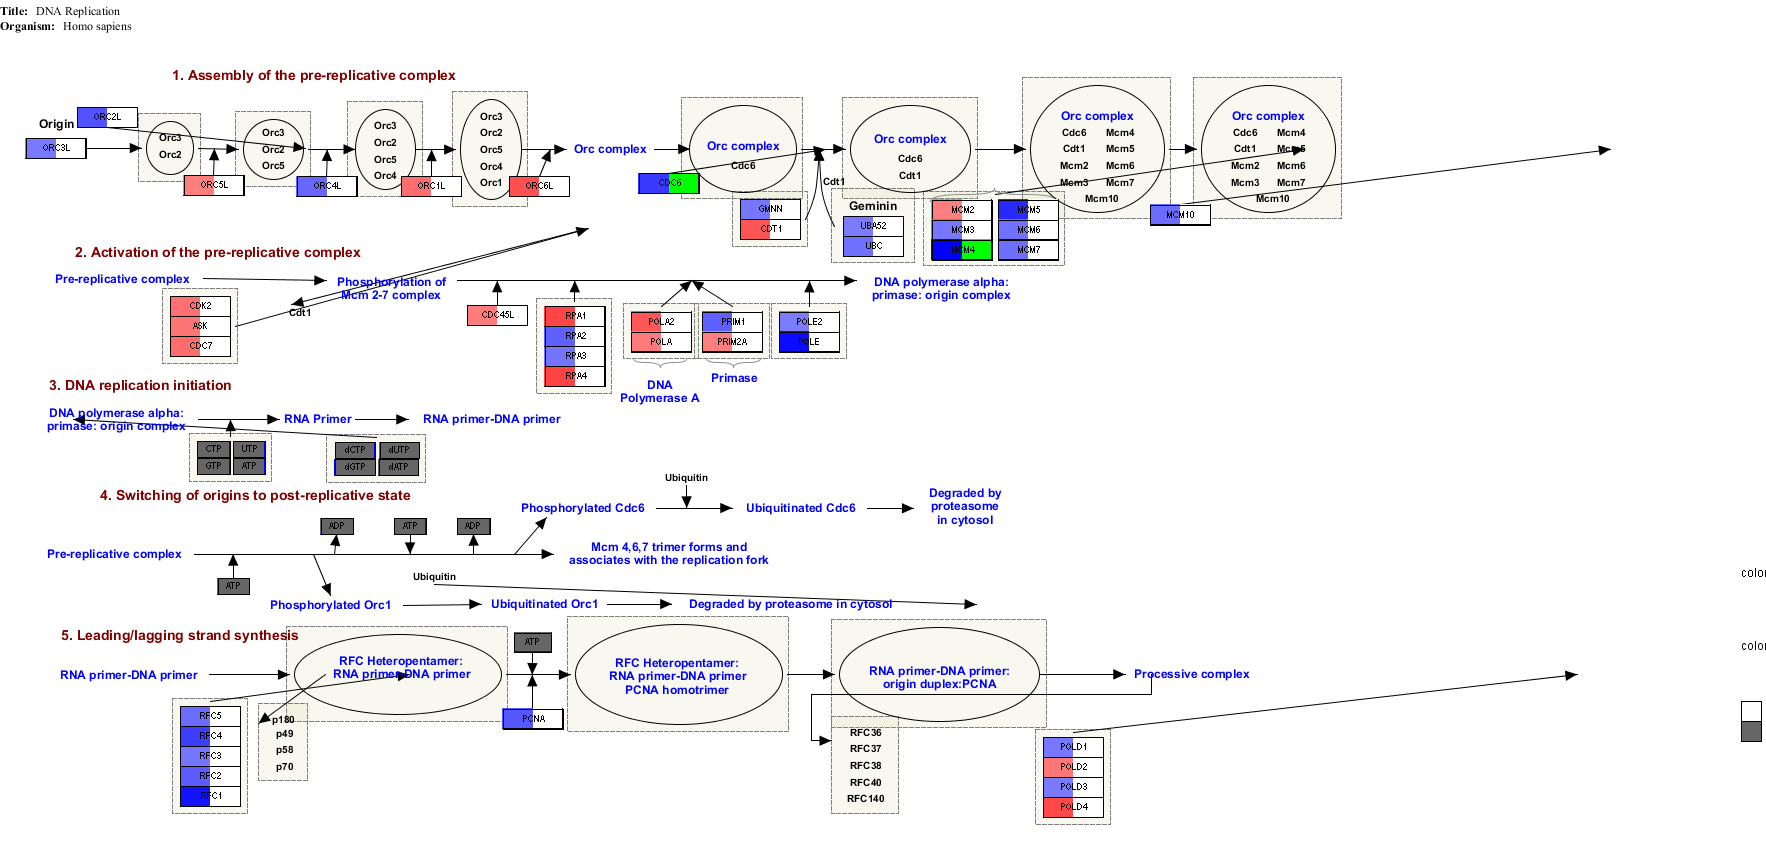 Title: DNA Replication
Organism: Homo sapiens
1. Assembly of the pre-replicative complex
Origin
ORC2L
ORC3L
Orc3
Orc2
ORC5L
Orc3
Orc2
Orc5
ORC4L
Orc3
Orc2
Orc5
Orc4
ORC1L
Orc3
Orc2
Orc5
Orc4
Orc1
ORC6L
Orc complex
CDC6
Orc complex
Cdc6
GMNN
CDT1
Cdt1
Geminin
UBA52
UBC
Orc complex
Cdc6
Cdt1
MCM2
MCM3
MCM4
MCM5
MCM6
MCM7
Orc complex
Cdc6 Mcm4
Cdt1 Mcm5
Mcm2 Mcm6
Mcm3 Mcm7
Mcm10
MCM10
Orc complex
Cdc6 Mcm4
Cdt1 Mcm5
Mcm2 Mcm6
Mcm3 Mcm7
Mcm10
2. Activation of the pre-replicative complex
Pre-replicative complex
CDK2
ASK
CDC7
Cdt1
Phosphorylation of
Mcm 2-7 complex
CDC45L
RPA1
RPA2
RPA3
RPA4
POLA2
POLA
DNA
Polymerase A
PRIM1
PRIM2A
Primase
POLE2
POLE
DNA polymerase alpha:
primase: origin complex
3. DNA replication initiation
DNA polymerase alpha:
primase: origin complex
RNA Primer
RNA primer-DNA primer
CTP UTP
GTP ATP
dCTP dUTP
dGTP dATP
4. Switching of origins to post-replicative state
Pre-replicative complex
ATP
ADP
ATP
ADP
Phosphorylated Cdc6
Ubiquitin
Ubiquitinated Cdc6
Degraded by
proteasome
in cytosol
Mcm 4,6,7 trimer forms and
associates with the replication fork
Ubiquitin
Phosphorylated Orc1
Ubiquitinated Orc1
Degraded by proteasome in cytosol
5. Leading/lagging strand synthesis
RNA primer-DNA primer
RFC5
RFC4
RFC3
RFC2
RFC1
RFC Heteropentamer:
RNA primer-DNA primer
p180
p49
p58
p70
ATP
PCNA
RFC Heteropentamer:
RNA primer-DNA primer
PCNA homotrimer
RNA primer-DNA primer:
origin duplex:PCNA
RFC36
RFC37
RFC38
RFC40
RFC140
Processive complex
POLD1
POLD2
POLD3
POLD4
color
color